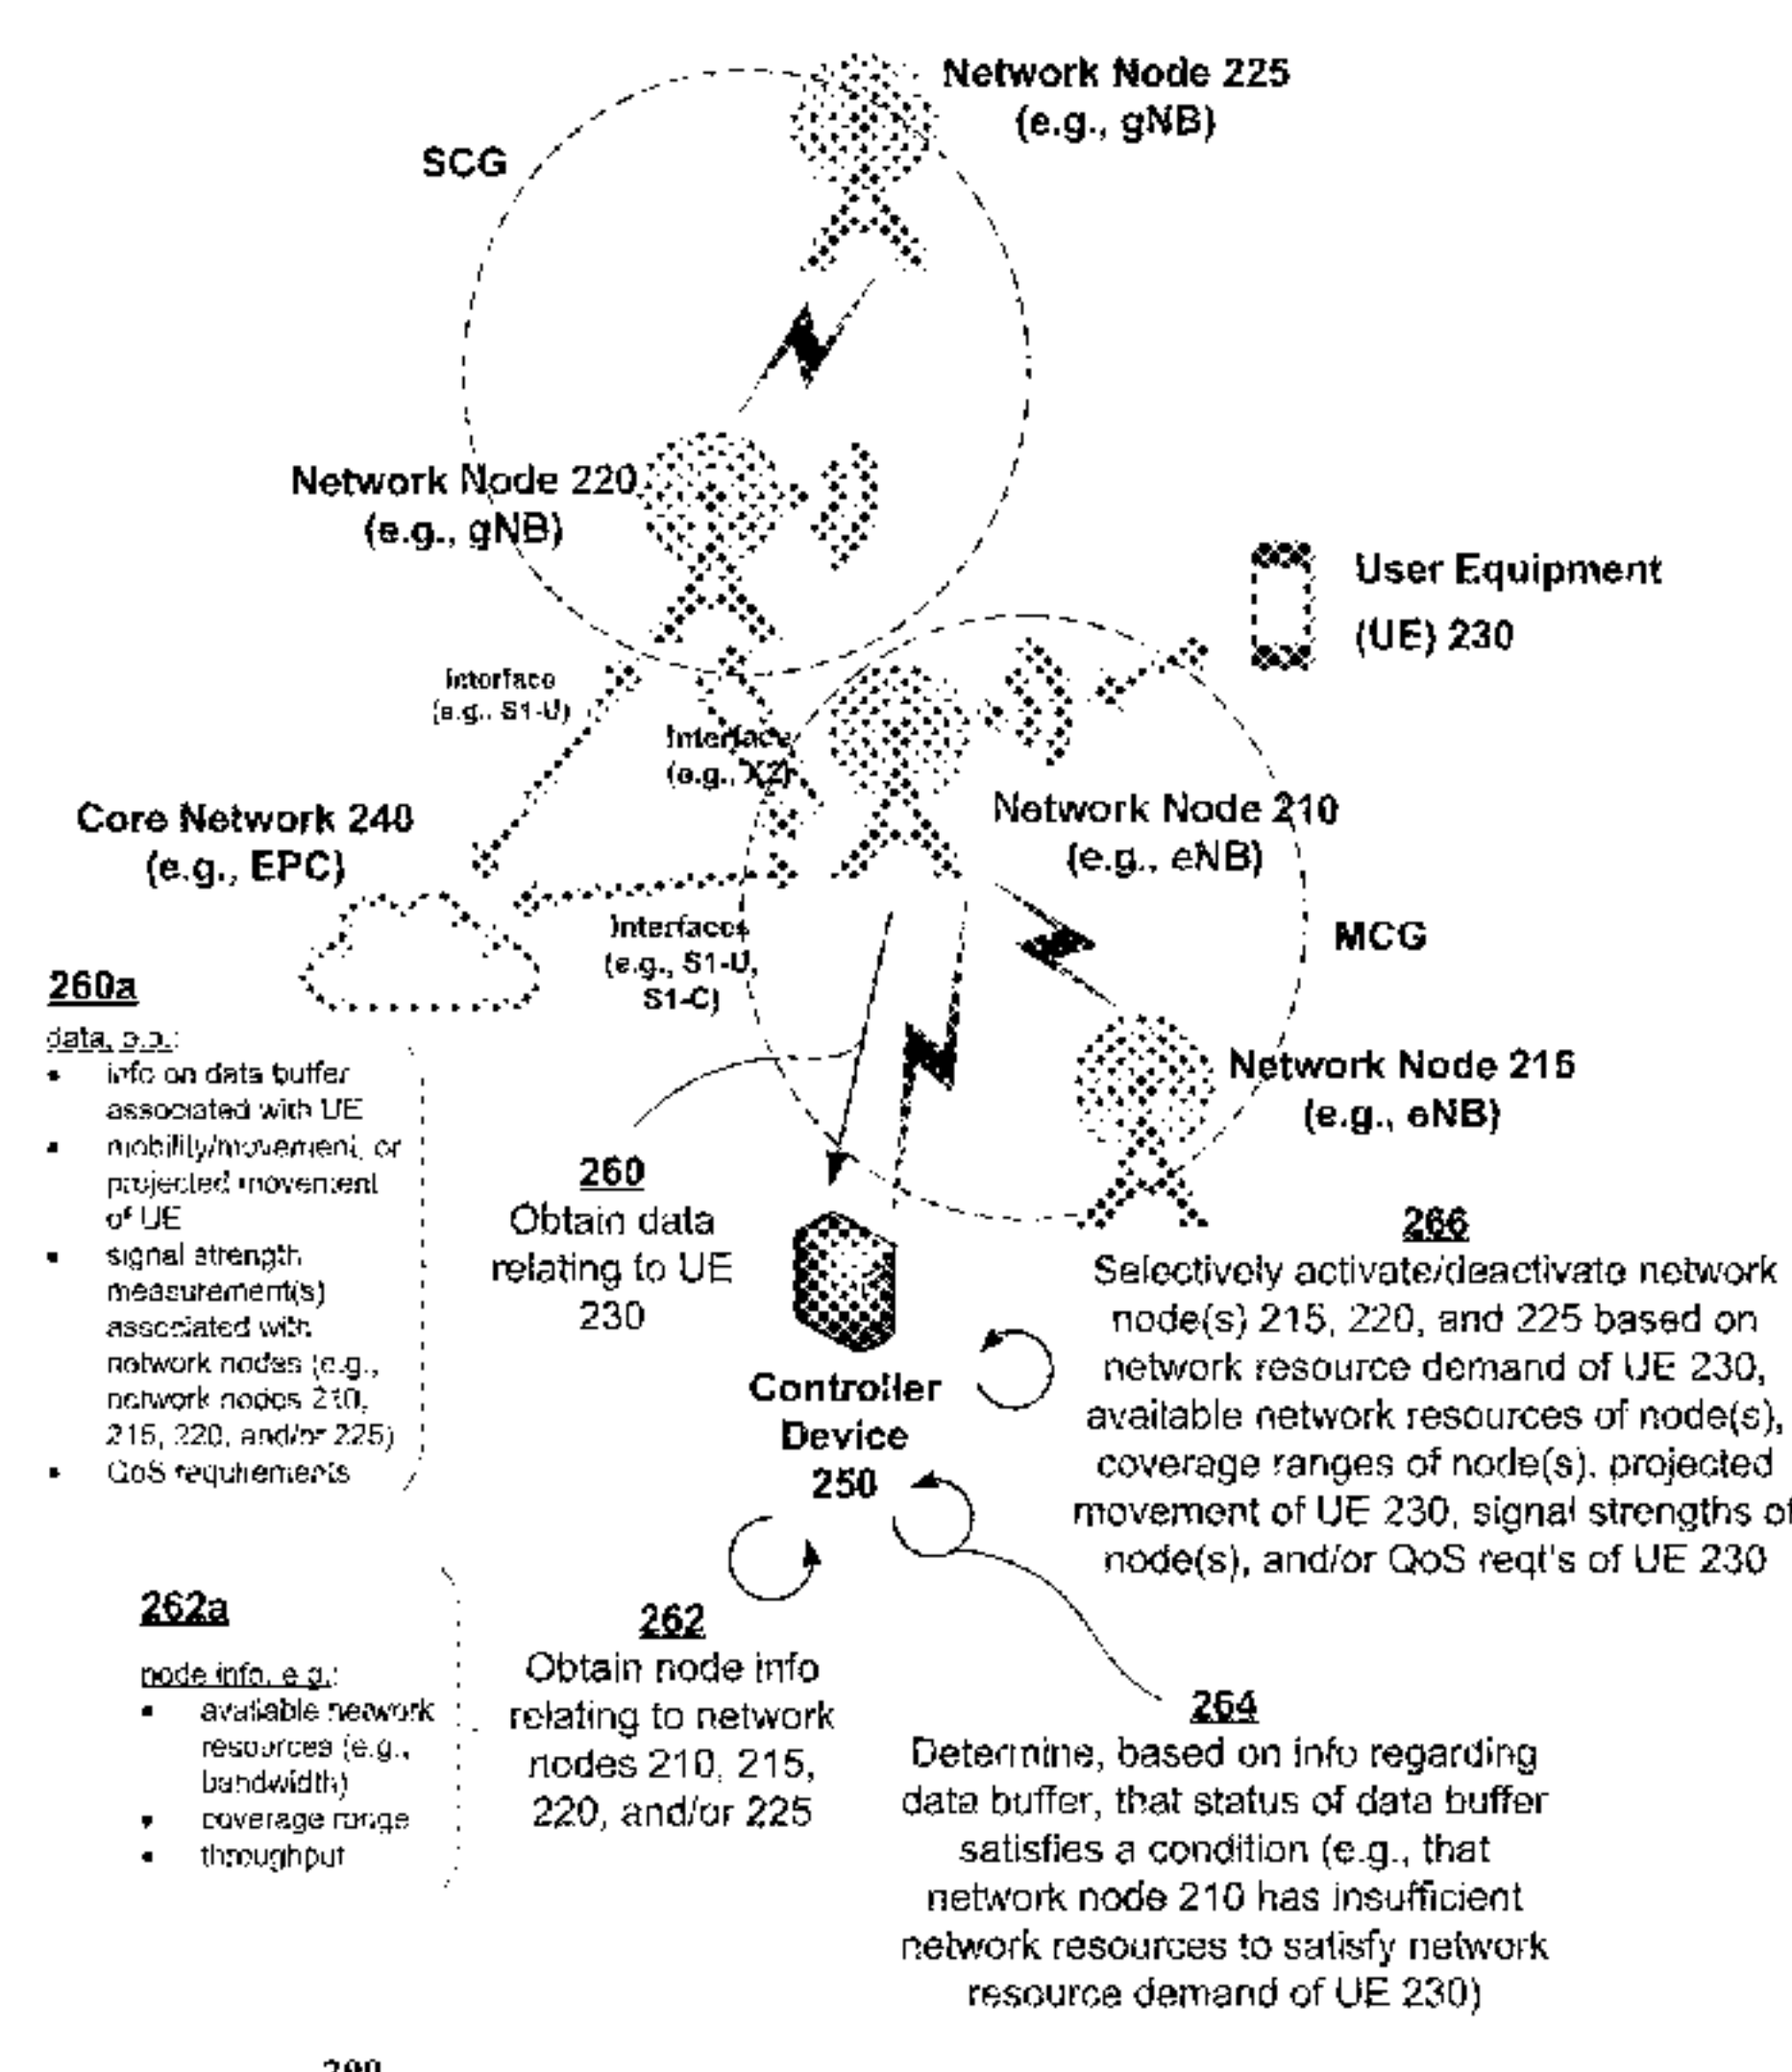 Network Node 225
(e.g., gNB)
SCG
Network Node 220
(e.g., gNB)
User Equipment
(UE) 230
Interface
(e.g., S1-U)
Interface
(e.g., X2)
Core Network 240
(e.g., EPC)
Network Node 210
(e.g., eNB)
Interfaces
(e.g., S1-U,
S1-C)
MCG
260a
data, e.g.:
• info on data buffer
associated with UE
• mobility/movement, or
projected movement
of UE
• signal strength
measurement(s)
associated with
network nodes (e.g.,
network nodes 210,
215, 220, and/or 225)
• QoS requirements
Network Node 215
(e.g., eNB)
260
Obtain data
relating to UE
230
Controller
Device
250
266
Selectively activate/deactivate network
node(s) 215, 220, and 225 based on
network resource demand of UE 230,
available network resources of node(s),
coverage ranges of node(s), projected
movement of UE 230, signal strengths of
node(s), and/or QoS reqt's of UE 230
262a
node info, e.g.:
• available network
resources (e.g.,
bandwidth)
• coverage range
• throughput
262
Obtain node info
relating to network
nodes 210, 215,
220, and/or 225
264
Determine, based on info regarding
data buffer, that status of data buffer
satisfies a condition (e.g., that
network node 210 has insufficient
network resources to satisfy network
resource demand of UE 230)